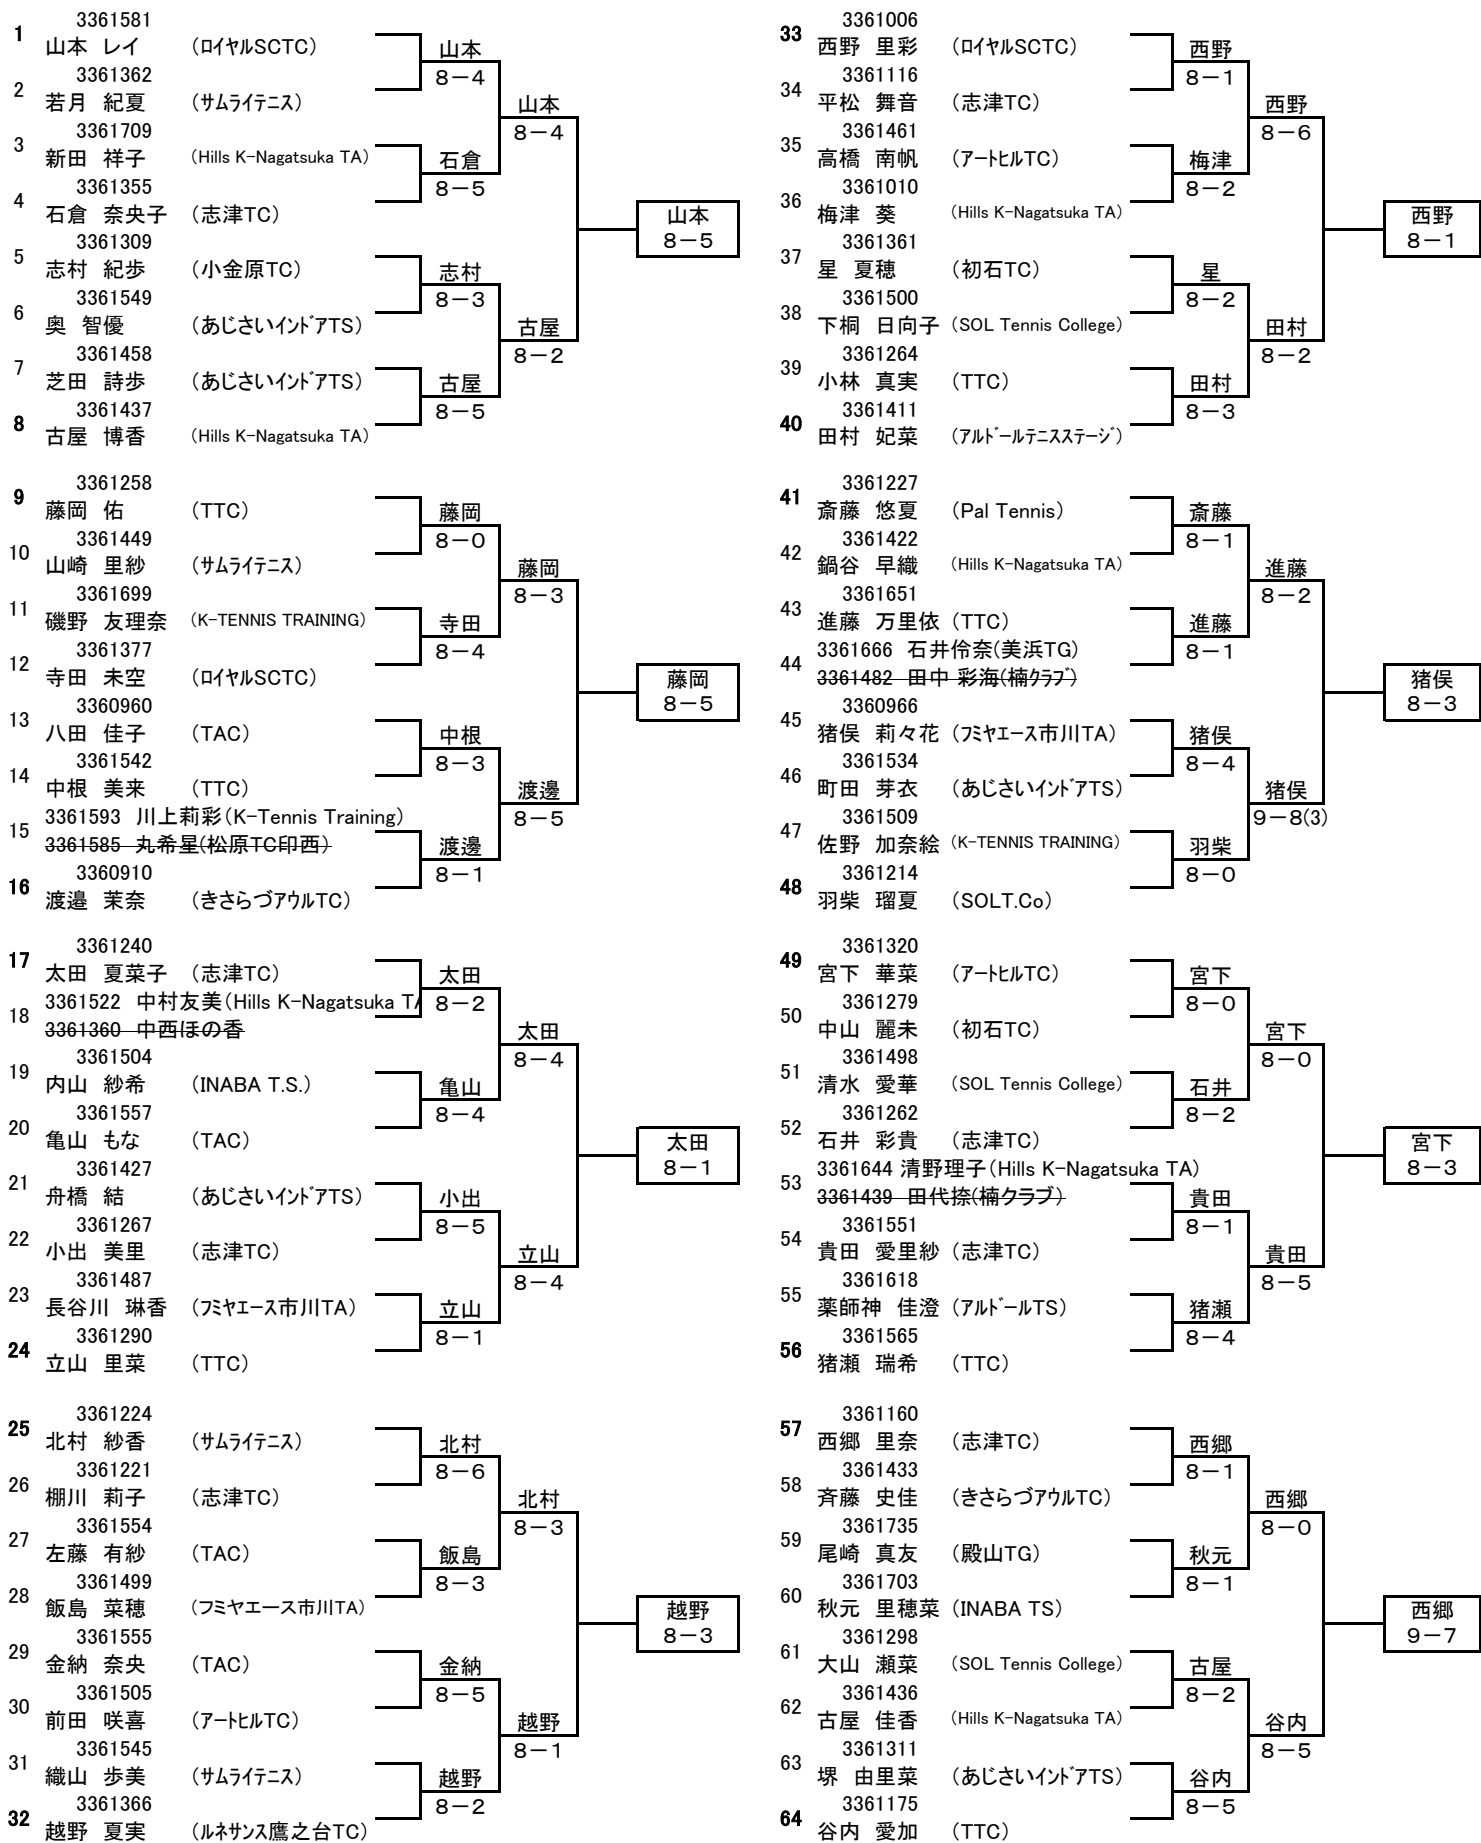 3361581
1 山本 レイ （ロイヤルSCTC）
3361362
2 若月 紀夏 （サムライテニス）
3361709
3 新田 祥子 （Hills K-Nagatsuka TA）
3361355
4 石倉 奈央子 （志津TC）
3361309
5 志村 紀歩 （小金原TC）
3361549
6 奥 智優 （あじさいインドアTS）
3361458
7 芝田 詩歩 （あじさいインドアTS）
3361437
8 古屋 博香 （Hills K-Nagatsuka TA）
山本
8－4
石倉
8－5
志村
8－3
古屋
8－5
山本
8－4
古屋
8－2
山本
8－5
3361258
9 藤岡 佑 （TTC）
3361449
10 山崎 里紗 （サムライテニス）
3361699
11 磯野 友理奈 （K-TENNIS TRAINING）
3361377
12 寺田 未空 （ロイヤルSCTC）
3360960
13 八田 佳子 （TAC）
3361542
14 中根 美来 （TTC）
3361593 川上莉彩(K-Tennis Training)
15 3361585 丸希星(松原TC印西)
3360910
16 渡邉 茉奈 （きさらづアウルTC）
藤岡
8－0
寺田
8－4
中根
8－3
渡邊
8－1
藤岡
8－3
渡邊
8－5
藤岡
8－5
3361240
17 太田 夏菜子 （志津TC）
3361522 中村友美(Hills K-Nagatsuka TA
18 3361360 中西ほの香
3361504
19 内山 紗希 （INABA T.S.）
3361557
20 亀山 もな （TAC）
3361427
21 舟橋 結 （あじさいインドアTS）
3361267
22 小出 美里 （志津TC）
3361487
23 長谷川 琳香 （フミヤエース市川TA）
3361290
24 立山 里菜 （TTC）
太田
8－2
亀山
8－4
小出
8－5
立山
8－1
太田
8－4
立山
8－4
太田
8－1
3361224
25 北村 紗香 （サムライテニス）
3361221
26 棚川 莉子 （志津TC）
3361554
27 左藤 有紗 （TAC）
3361499
28 飯島 菜穂 （フミヤエース市川TA）
3361555
29 金納 奈央 （TAC）
3361505
30 前田 咲喜 （アートヒルTC）
3361545
31 織山 歩美 （サムライテニス）
3361366
32 越野 夏実 （ルネサンス鷹之台TC）
北村
8－6
飯島
8－3
金納
8－5
越野
8－2
北村
8－3
越野
8－1
越野
8－3
3361006
33 西野 里彩 （ロイヤルSCTC）
3361116
34 平松 舞音 （志津TC）
3361461
35 高橋 南帆 （アートヒルTC）
3361010
36 梅津 葵 （Hills K-Nagatsuka TA）
3361361
37 星 夏穂 （初石TC）
3361500
38 下桐 日向子 （SOL Tennis College）
3361264
39 小林 真実 （TTC）
3361411
40 田村 妃菜 （アルドールテニスステージ）
西野
8－1
梅津
8－2
星
8－2
田村
8－3
西野
8－6
田村
8－2
西野
8－1
3361227
41 斎藤 悠夏 （Pal Tennis）
3361422
42 鍋谷 早織 （Hills K-Nagatsuka TA）
3361651
43 進藤 万里依 （TTC）
3361666 石井伶奈(美浜TG)
44 3361482 田中 彩海(楠クラブ)
3360966
45 猪俣 莉々花 （フミヤエース市川TA）
3361534
46 町田 芽衣 （あじさいインドアTS）
3361509
47 佐野 加奈絵 （K-TENNIS TRAINING）
3361214
48 羽柴 瑠夏 （SOLT.Co）
斎藤
8－1
進藤
8－1
猪俣
8－4
羽柴
8－0
進藤
8－2
猪俣
9－8(3)
猪俣
8－3
3361320
49 宮下 華菜 （アートヒルTC）
3361279
50 中山 麗未 （初石TC）
3361498
51 清水 愛華 （SOL Tennis College）
3361262
52 石井 彩貴 （志津TC）
3361644 清野理子(Hills K-Nagatsuka TA)
53 3361439 田代捺(楠クラブ)
3361551
54 貴田 愛里紗 （志津TC）
3361618
55 薬師神 佳澄 （アルドールTS）
3361565
56 猪瀬 瑞希 （TTC）
宮下
8－0
石井
8－2
貴田
8－1
猪瀬
8－4
宮下
8－0
貴田
8－5
宮下
8－3
3361160
57 西郷 里奈 （志津TC）
3361433
58 斉藤 史佳 （きさらづアウルTC）
3361735
59 尾崎 真友 （殿山TG）
3361703
60 秋元 里穂菜 （INABA TS）
3361298
61 大山 瀬菜 （SOL Tennis College）
3361436
62 古屋 佳香 （Hills K-Nagatsuka TA）
3361311
63 堺 由里菜 （あじさいインドアTS）
3361175
64 谷内 愛加 （TTC）
西郷
8－1
秋元
8－1
古屋
8－2
谷内
8－5
西郷
8－0
谷内
8－5
西郷
9－7